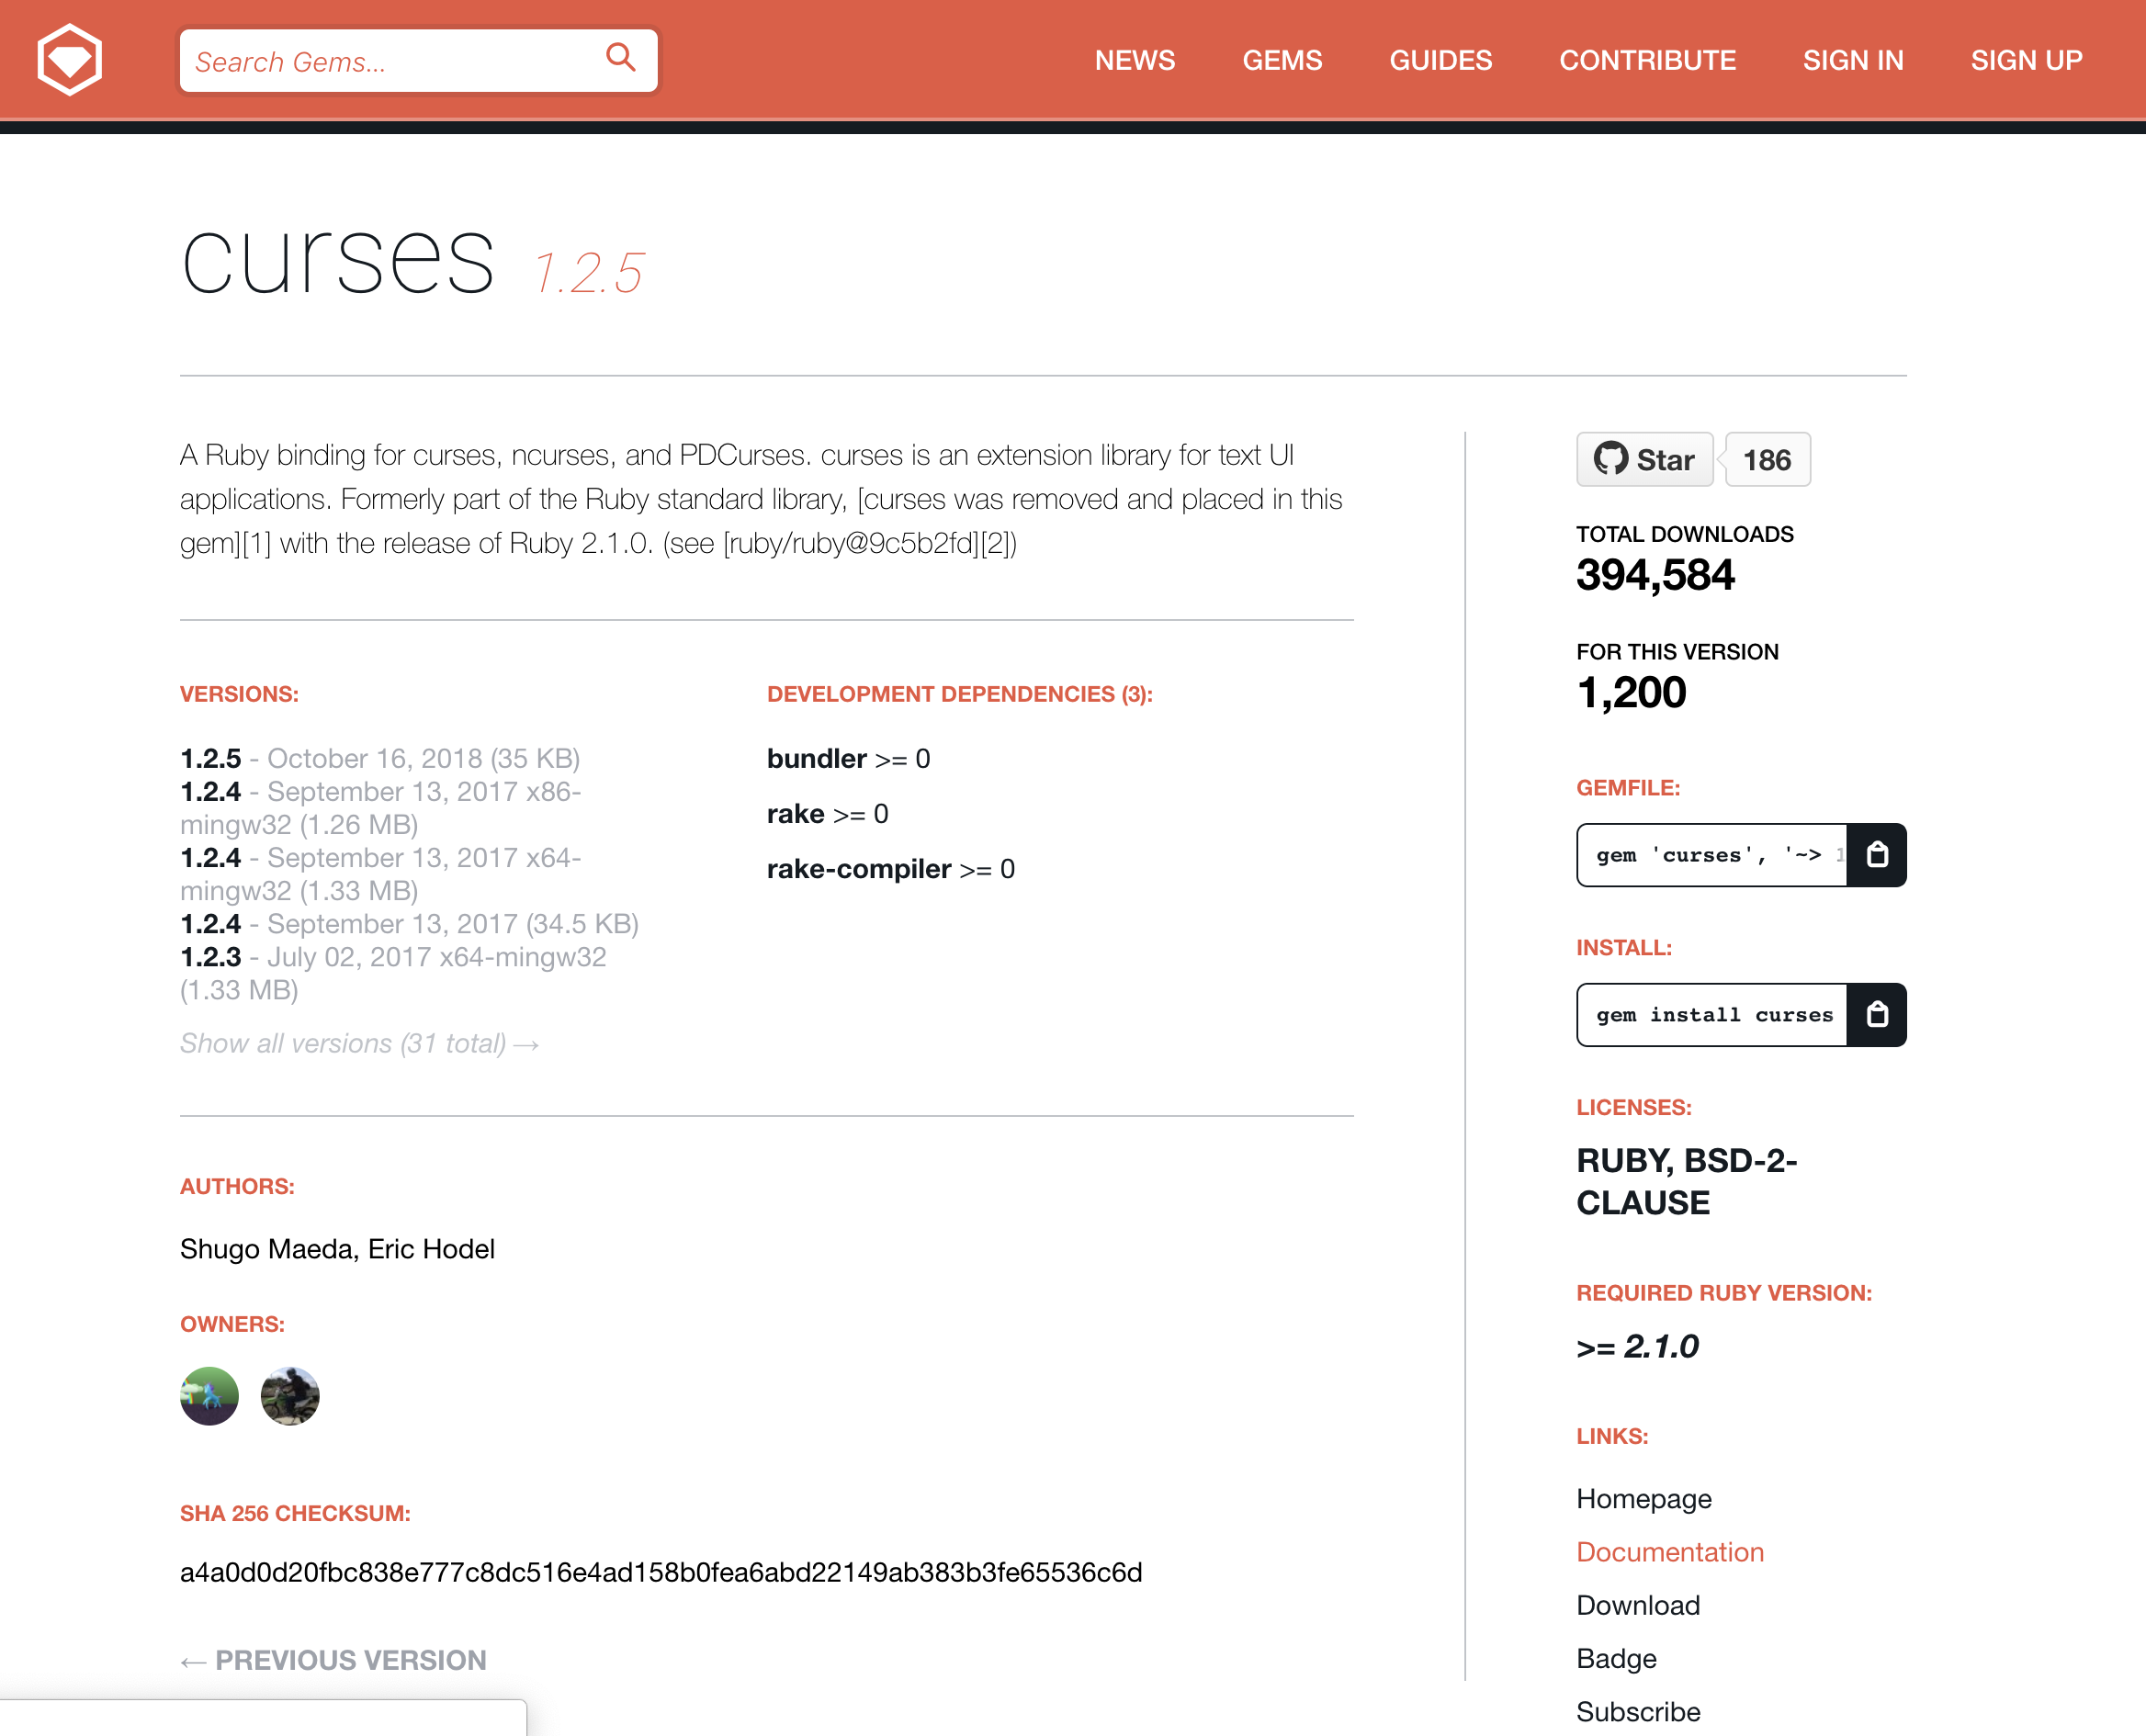 Search Gems...
NEWS
GEMS
GUIDES
CONTRIBUTE
SIGN IN
SIGN UP
curses 1.2.5
A Ruby binding for curses, ncurses, and PDCurses. curses is an extension library for text UI
applications. Formerly part of the Ruby standard library, [curses was removed and placed in this
gem][1] with the release of Ruby 2.1.0. (see [ruby/ruby@9c5b2fd][2])
VERSIONS:
1.2.5 - October 16, 2018 (35 KB)
1.2.4 - September 13, 2017 x86-
mingw32 (1.26 MB)
1.2.4 - September 13, 2017 x64-
mingw32 (1.33 MB)
1.2.4 - September 13, 2017 (34.5 KB)
1.2.3 - July 02, 2017 x64-mingw32
(1.33 MB)
Show all versions (31 total) →
DEVELOPMENT DEPENDENCIES (3):
bundler >= 0
rake >= 0
rake-compiler >= 0
AUTHORS:
Shugo Maeda, Eric Hodel
OWNERS:
SHA 256 CHECKSUM:
a4a0d0d20fbc838e777c8dc516e4ad158b0fea6abd22149ab383b3fe65536c6d
← PREVIOUS VERSION
Star 186
TOTAL DOWNLOADS
394,584
FOR THIS VERSION
1,200
GEMFILE:
gem 'curses', '~> 1
INSTALL:
gem install curses
LICENSES:
RUBY, BSD-2-
CLAUSE
REQUIRED RUBY VERSION:
>= 2.1.0
LINKS:
Homepage
Documentation
Download
Badge
Subscribe